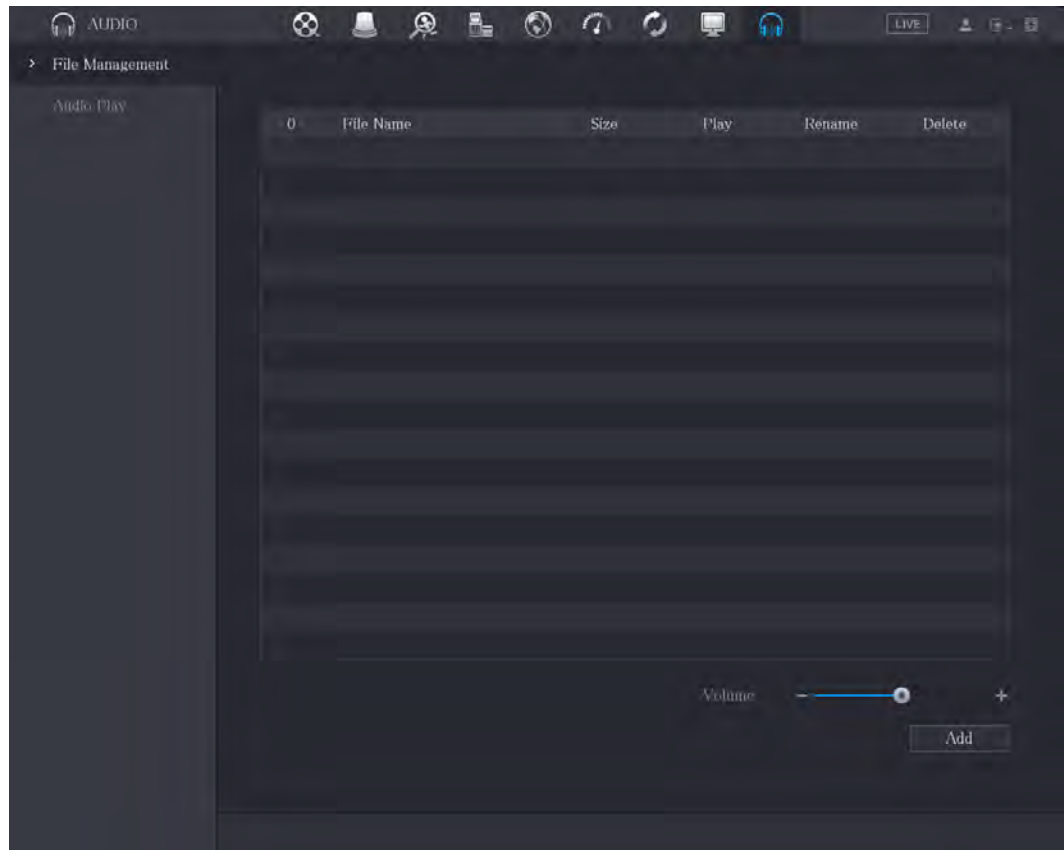 AUDIO LIVE
File Management
Audio Play
0 File Name Size Play Rename Delete
Volume
Add